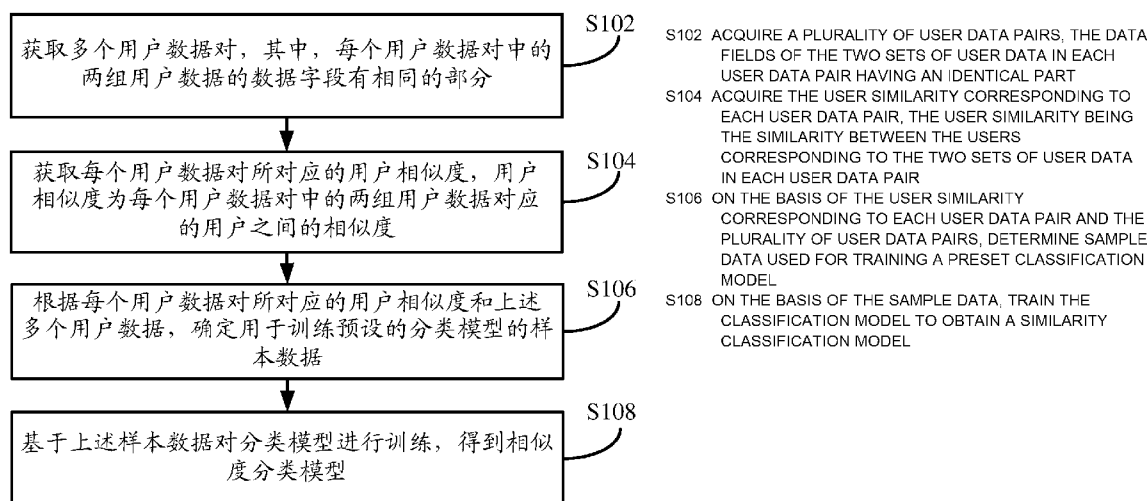 S102
获取多个用户数据对，其中，每个用户数据对中的
两组用户数据的数据字段有相同的部分
S104
获取每个用户数据对所对应的用户相似度，用户
相似度为每个用户数据对中的两组用户数据对应
的用户之间的相似度
S106
根据每个用户数据对所对应的用户相似度和上述
多个用户数据，确定用于训练预设的分类模型的样
本数据
S108
基于上述样本数据对分类模型进行训练，得到相似
度分类模型
S102 ACQUIRE A PLURALITY OF USER DATA PAIRS, THE DATA
FIELDS OF THE TWO SETS OF USER DATA IN EACH
USER DATA PAIR HAVING AN IDENTICAL PART
S104 ACQUIRE THE USER SIMILARITY CORRESPONDING TO
EACH USER DATA PAIR, THE USER SIMILARITY BEING
THE SIMILARITY BETWEEN THE USERS
CORRESPONDING TO THE TWO SETS OF USER DATA
IN EACH USER DATA PAIR
S106 ON THE BASIS OF THE USER SIMILARITY
CORRESPONDING TO EACH USER DATA PAIR AND THE
PLURALITY OF USER DATA PAIRS, DETERMINE SAMPLE
DATA USED FOR TRAINING A PRESET CLASSIFICATION
MODEL
S108 ON THE BASIS OF THE SAMPLE DATA, TRAIN THE
CLASSIFICATION MODEL TO OBTAIN A SIMILARITY
CLASSIFICATION MODEL